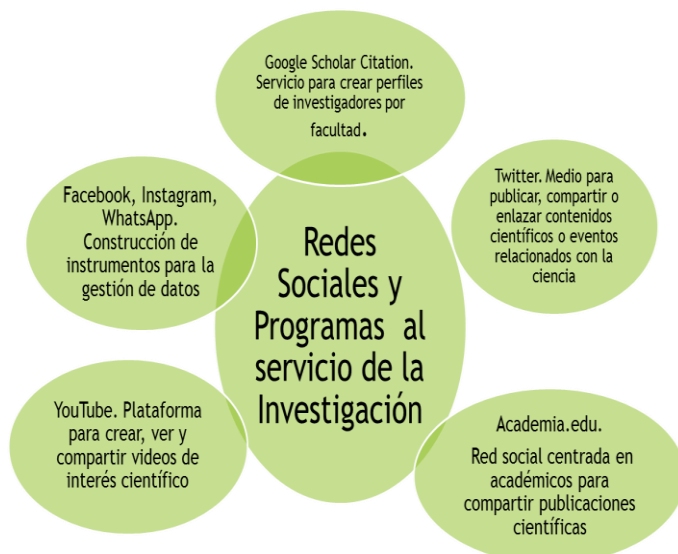 Google Scholar Citation.
Servicio para crear perfiles
de investigadores por
facultad.
Facebook, Instagram,
WhatsApp.
Construcción de
instrumentos para la
gestión de datos
Twitter. Medio para
publicar, compartir o
enlazar contenidos
científicos o eventos
relacionados con la
ciencia
Redes
Sociales y
Programas al
servicio de la
Investigación
YouTube. Plataforma
para crear, ver y
compartir videos de
interés científico
Academia.edu.
Red social centrada en
académicos para
compartir publicaciones
científicas